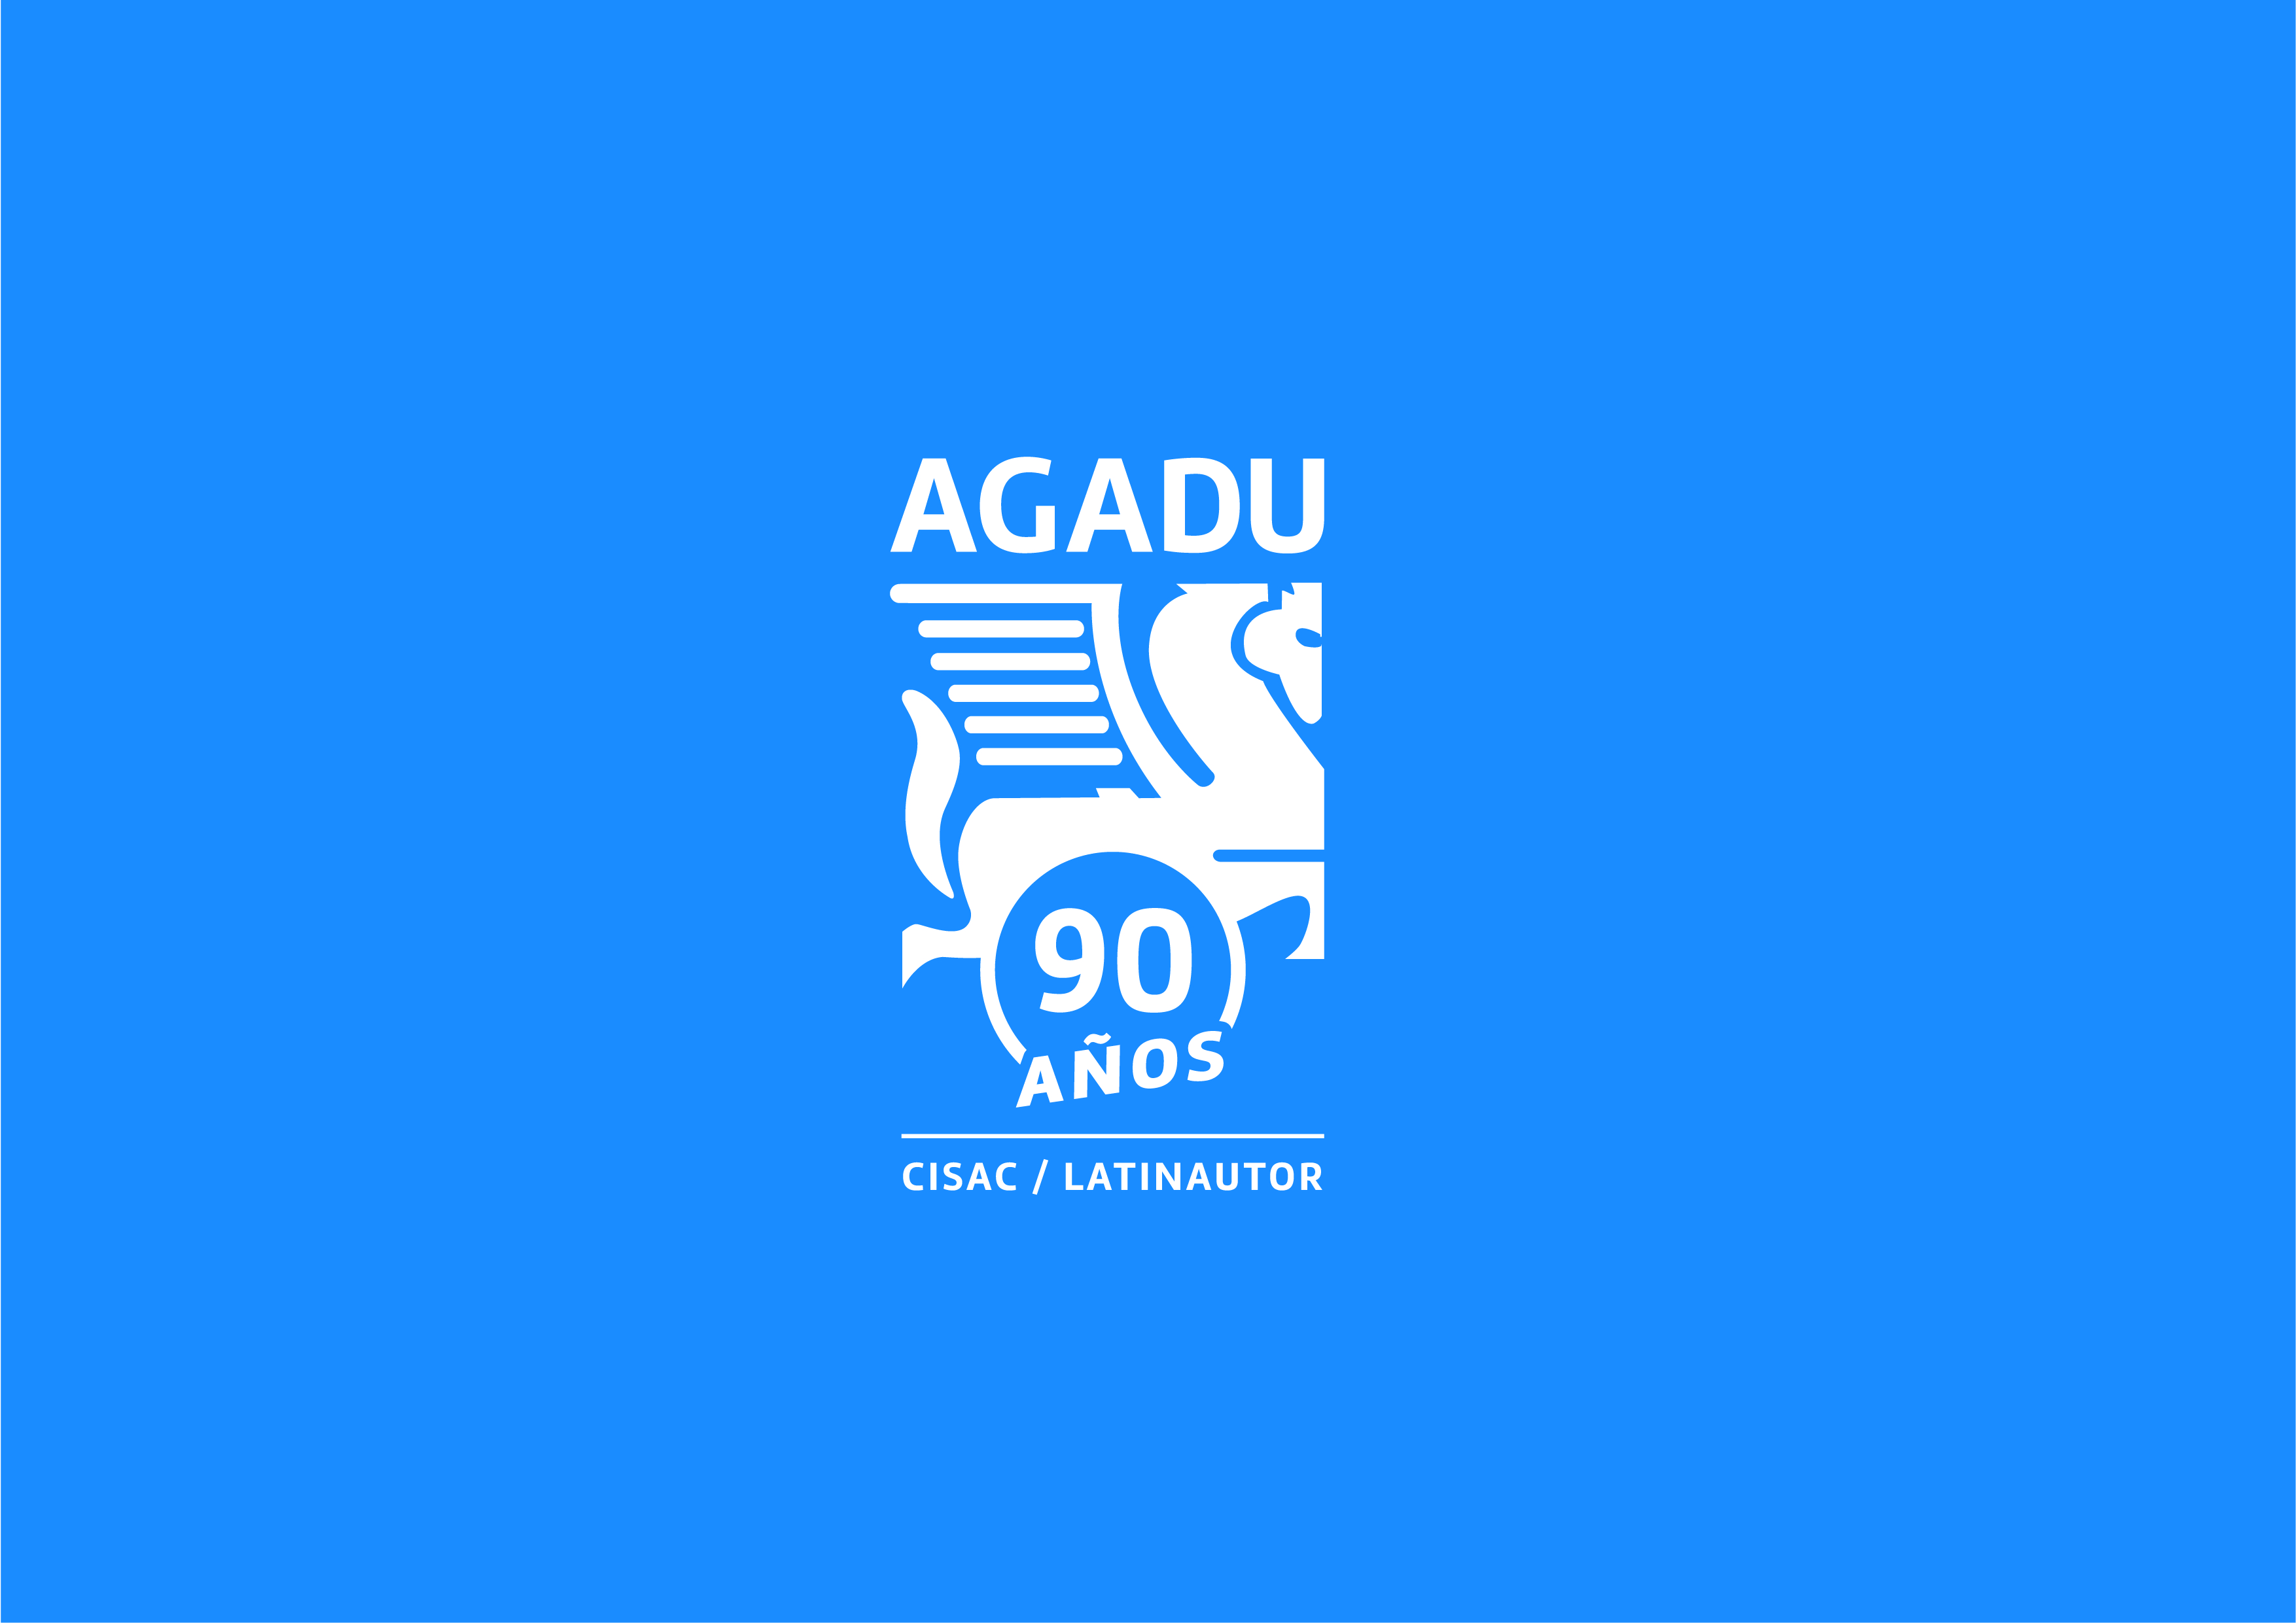 AGADU
90
AÑOS
CISAC / LATINAUTOR